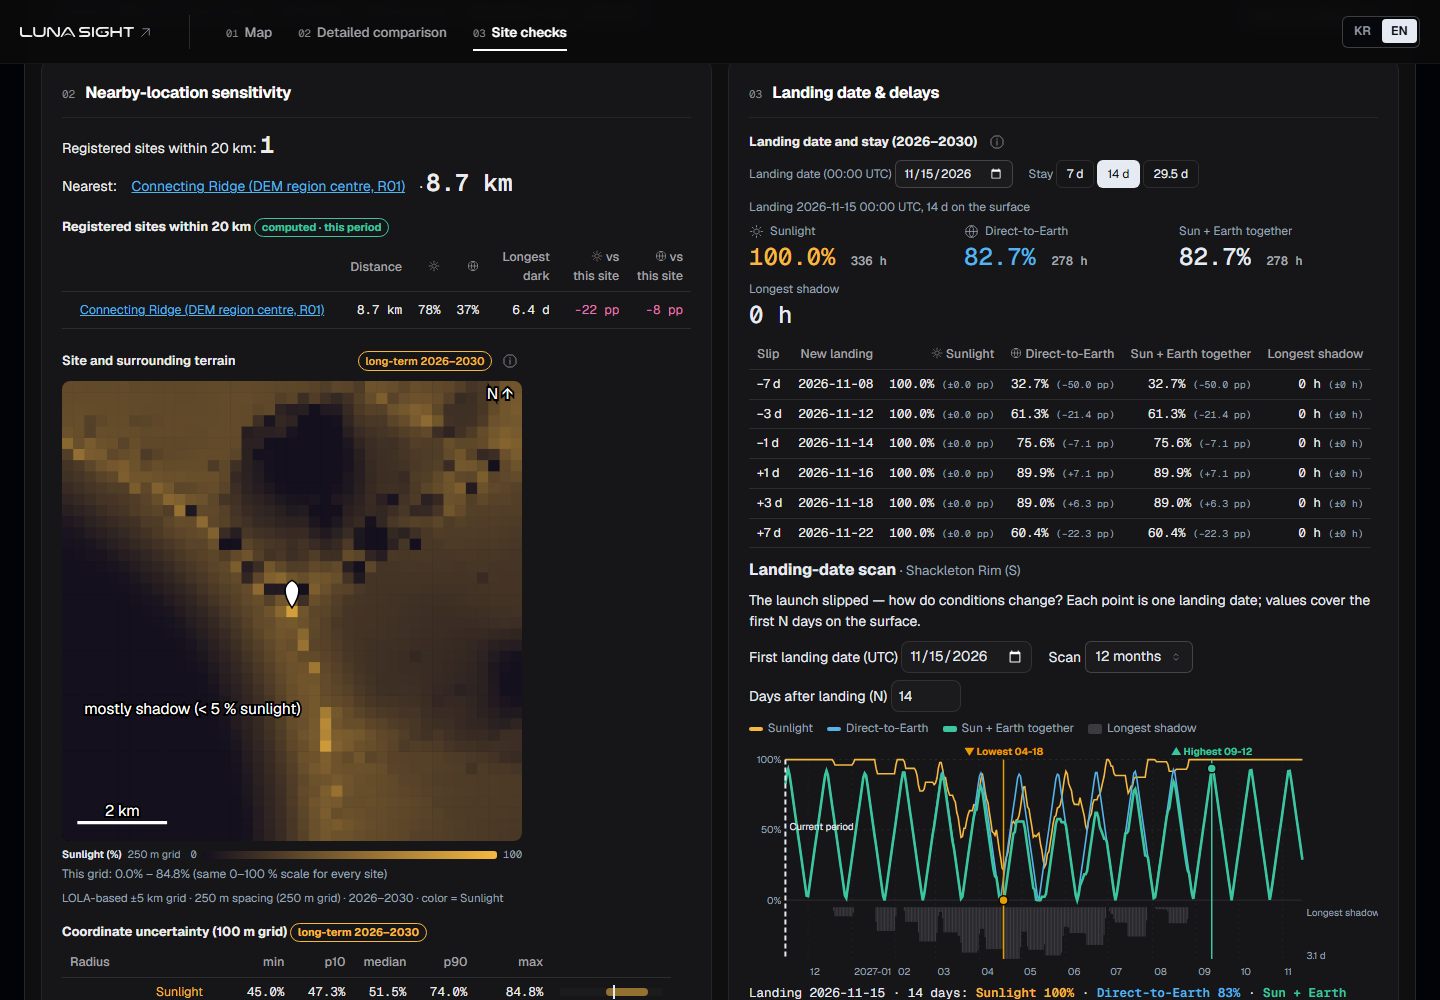 LUNA SIGHT ↗
01 Map
02 Detailed comparison
03 Site checks
KR EN
02 Nearby-location sensitivity
Registered sites within 20 km: 1
Nearest: Connecting Ridge (DEM region centre, R01) · 8.7 km
Registered sites within 20 km computed · this period
Distance Longest dark vs this site vs this site
Connecting Ridge (DEM region centre, R01) 8.7 km 78% 37% 6.4 d -22 pp -8 pp
Site and surrounding terrain long-term 2026–2030
N↑
mostly shadow (< 5 % sunlight)
2 km
Sunlight (%) 250 m grid 0 100
This grid: 0.0% – 84.8% (same 0–100 % scale for every site)
LOLA-based ±5 km grid · 250 m spacing (250 m grid) · 2026–2030 · color = Sunlight
Coordinate uncertainty (100 m grid) long-term 2026–2030
Radius min p10 median p90 max
Sunlight 45.0% 47.3% 51.5% 74.0% 84.8%
03 Landing date & delays
Landing date and stay (2026–2030)
Landing date (00:00 UTC) 11/15/2026 Stay 7 d 14 d 29.5 d
Landing 2026-11-15 00:00 UTC, 14 d on the surface
Sunlight Direct-to-Earth Sun + Earth together
100.0% 336 h 82.7% 278 h 82.7% 278 h
Longest shadow
0 h
Slip New landing Sunlight Direct-to-Earth Sun + Earth together Longest shadow
−7 d 2026-11-08 100.0% (±0.0 pp) 32.7% (-50.0 pp) 32.7% (-50.0 pp) 0 h (±0 h)
−3 d 2026-11-12 100.0% (±0.0 pp) 61.3% (-21.4 pp) 61.3% (-21.4 pp) 0 h (±0 h)
−1 d 2026-11-14 100.0% (±0.0 pp) 75.6% (-7.1 pp) 75.6% (-7.1 pp) 0 h (±0 h)
+1 d 2026-11-16 100.0% (±0.0 pp) 89.9% (+7.1 pp) 89.9% (+7.1 pp) 0 h (±0 h)
+3 d 2026-11-18 100.0% (±0.0 pp) 89.0% (+6.3 pp) 89.0% (+6.3 pp) 0 h (±0 h)
+7 d 2026-11-22 100.0% (±0.0 pp) 60.4% (-22.3 pp) 60.4% (-22.3 pp) 0 h (±0 h)
Landing-date scan · Shackleton Rim (S)
The launch slipped — how do conditions change? Each point is one landing date; values cover the
first N days on the surface.
First landing date (UTC) 11/15/2026 Scan 12 months
Days after landing (N) 14
Sunlight Direct-to-Earth Sun + Earth together Longest shadow
▼ Lowest 04-18 ▲ Highest 09-12
100%
Current period
50%
0%
Longest shadow
3.1 d
12 2027-01 02 03 04 05 06 07 08 09 10 11
Landing 2026-11-15 · 14 days: Sunlight 100% · Direct-to-Earth 83% · Sun + Earth